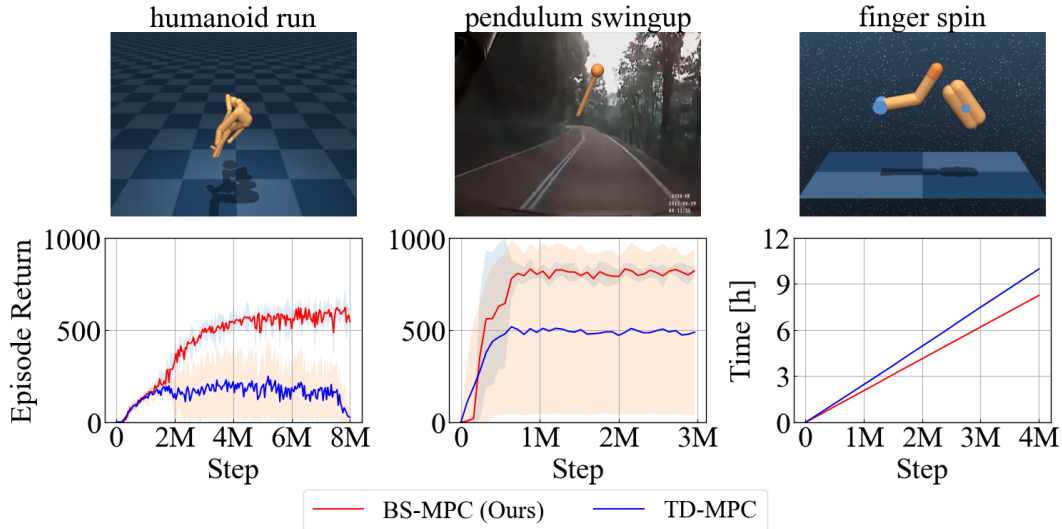 humanoid run
pendulum swingup
finger spin
Episode Return
1000
500
0
0 2M 4M 6M 8M
Step
1000
500
0
0 1M 2M 3M
Step
Time [h]
12
9
6
3
0
0 1M 2M 3M 4M
Step
BS-MPC (Ours)
TD-MPC